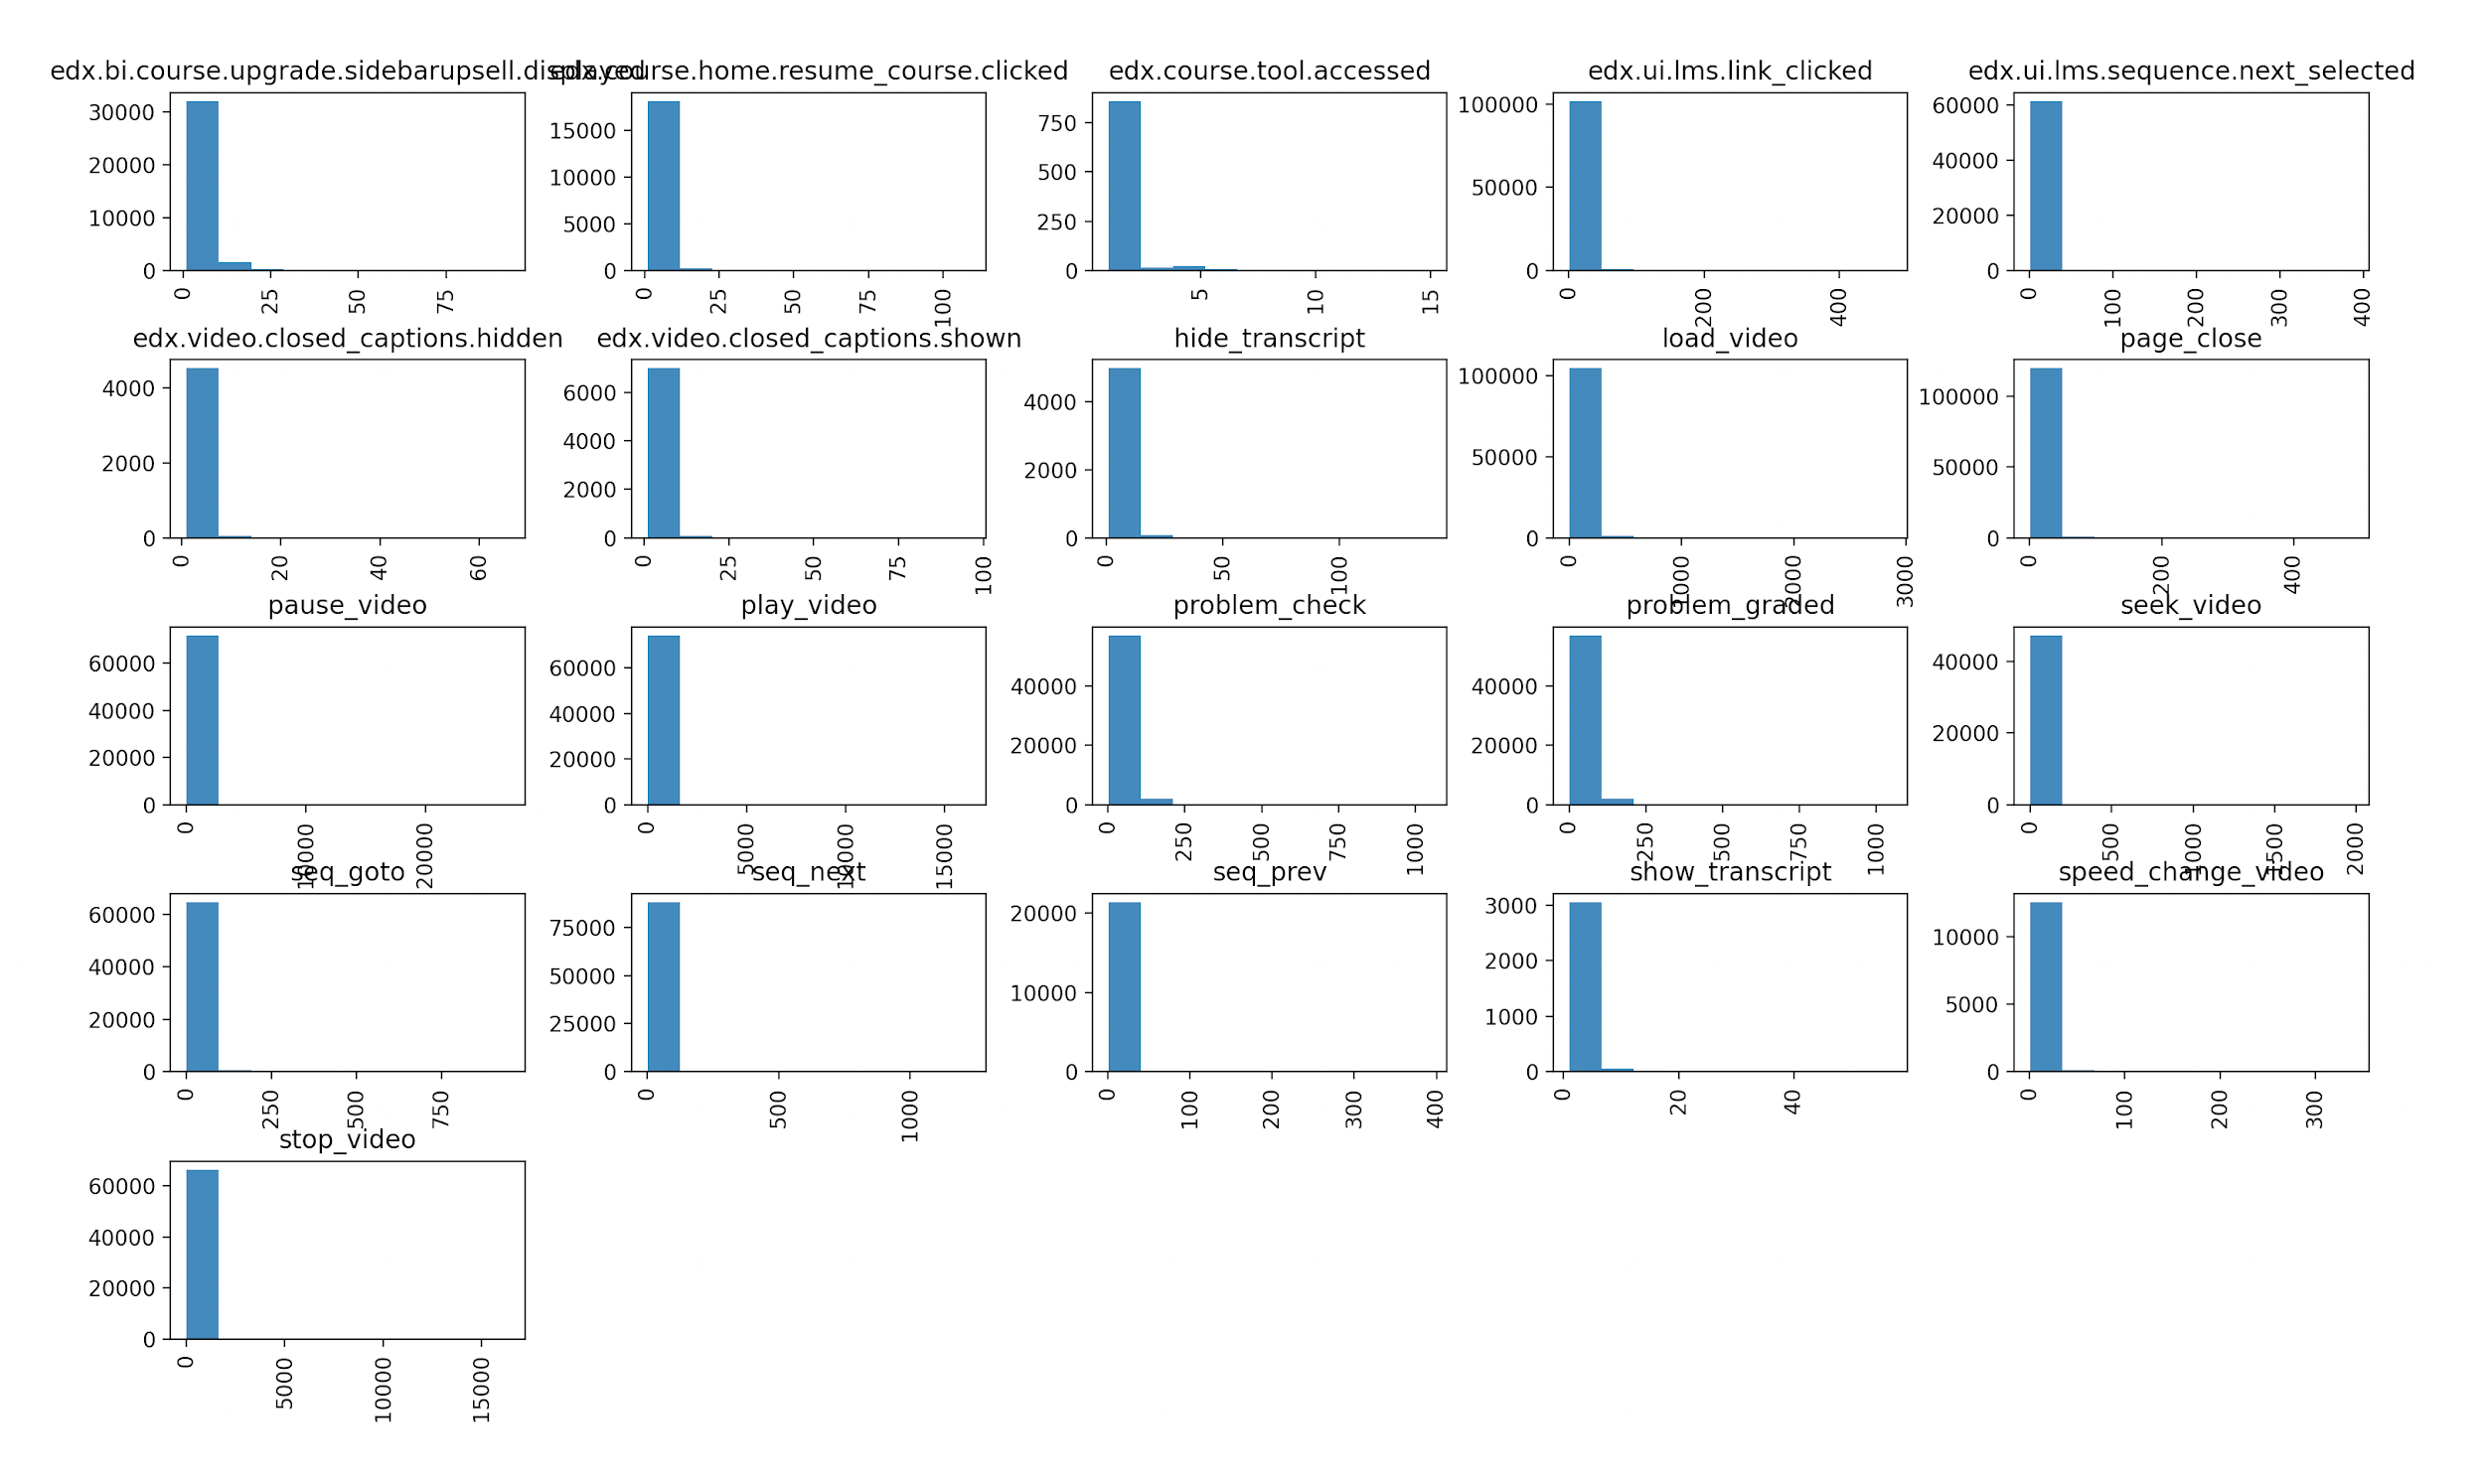 edx.bi.course.upgrade.sidebarupsell.displayed
edx.course.home.resume_course.clicked
edx.course.tool.accessed
edx.ui.lms.link_clicked
edx.ui.lms.sequence.next_selected
30000
20000
10000
0
0 25 50 75
15000
10000
5000
0
0 25 50 75 100
750
500
250
0
5 10 15
100000
50000
0
0 200 400
60000
40000
20000
0
0 100 200 300 400
edx.video.closed_captions.hidden
edx.video.closed_captions.shown
hide_transcript
load_video
page_close
4000
2000
0
0 20 40 60
6000
4000
2000
0
0 25 50 75 100
4000
2000
0
0 50 100
100000
50000
0
0 1000 2000 3000
100000
50000
0
0 200 400
pause_video
play_video
problem_check
problem_graded
seek_video
60000
40000
20000
0
0 10000 20000
60000
40000
20000
0
0 5000 10000 15000
40000
20000
0
0 250 500 750 1000
40000
20000
0
0 250 500 750 1000
40000
20000
0
0 500 1000 1500 2000
seq_goto
seq_next
seq_prev
show_transcript
speed_change_video
60000
40000
20000
0
0 250 500 750
75000
50000
25000
0
0 500 1000
20000
10000
0
0 100 200 300 400
3000
2000
1000
0
0 20 40
10000
5000
0
0 100 200 300
stop_video
60000
40000
20000
0
0 5000 10000 15000